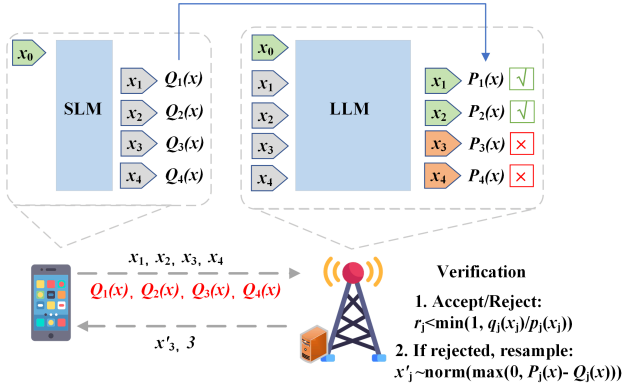 x0
SLM
x1 Q1(x)
x2 Q2(x)
x3 Q3(x)
x4 Q4(x)
x0
x1
x2
x3
x4
LLM
x1 P1(x) √
x2 P2(x) √
x3 P3(x) ×
x4 P4(x) ×
x1, x2, x3, x4
Q1(x), Q2(x), Q3(x), Q4(x)
x'3, 3
Verification
1. Accept/Reject:
rj<min(1, qj(xj)/pj(xj))
2. If rejected, resample:
x'j ~norm(max(0, Pj(x)- Qj(x)))